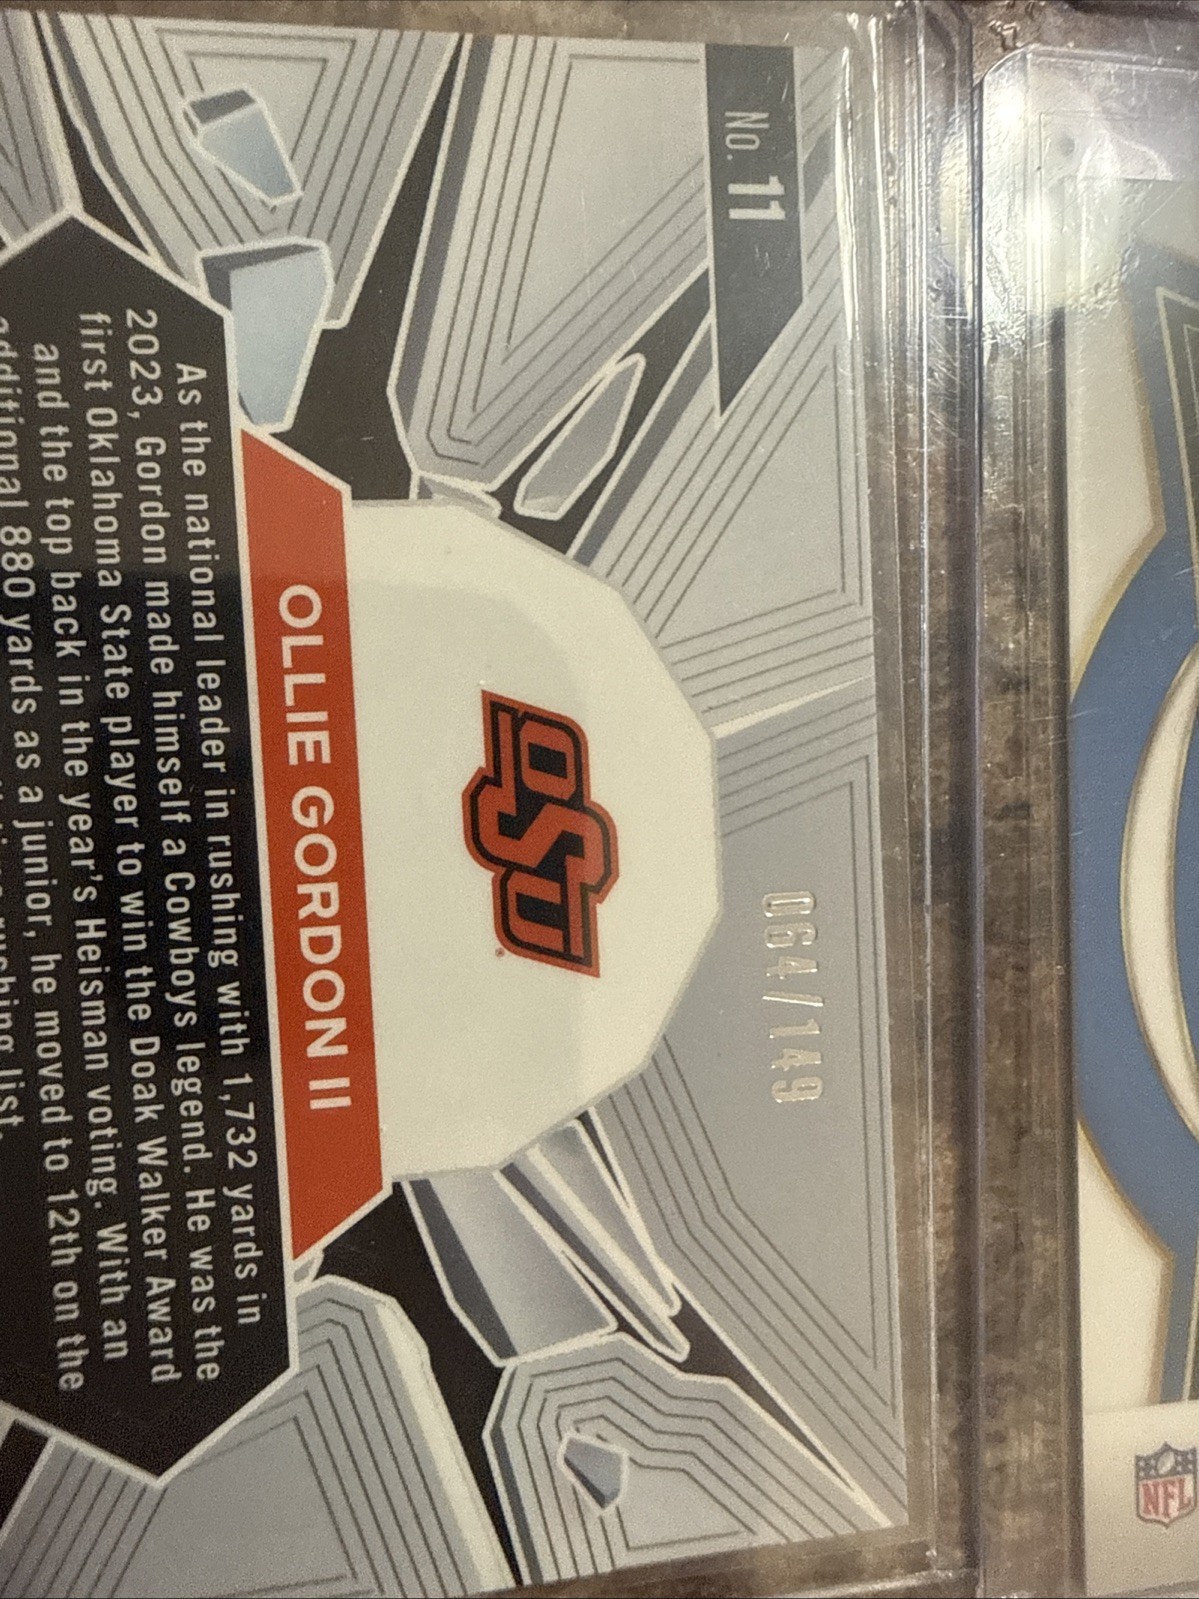 No. 11
064/149
OSU
OLLIE GORDON II
As the national leader in rushing with 1,732 yards in
2023, Gordon made himself a Cowboys legend. He was the
first Oklahoma State player to win the Doak Walker Award
and the top back in the year's Heisman voting. With an
additional 880 yards as a junior, he moved to 12th on the
rushing list.
NFL